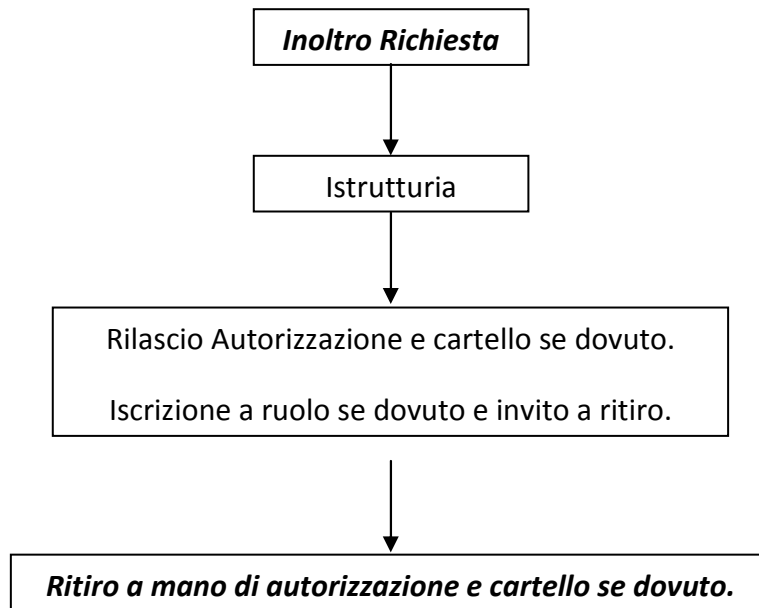 Inoltro Richiesta
Istrutturia
Rilascio Autorizzazione e cartello se dovuto.
Iscrizione a ruolo se dovuto e invito a ritiro.
Ritiro a mano di autorizzazione e cartello se dovuto.